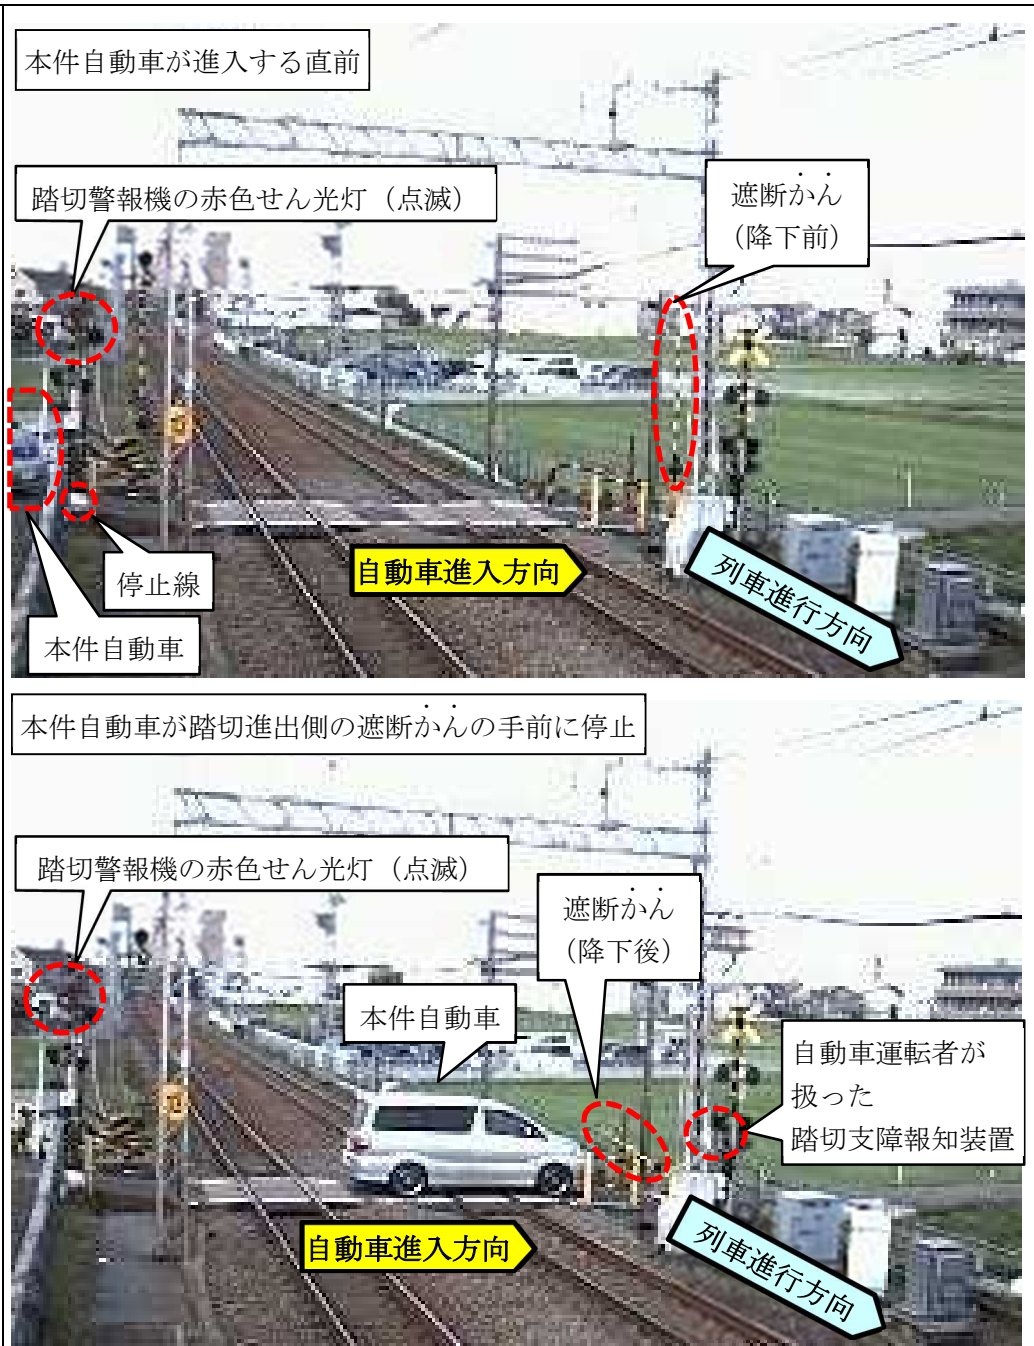 本件自動車が進入する直前
踏切警報機の赤色せん光灯（点滅）
遮断かん
（降下前）
停止線
本件自動車
自動車進入方向
列車進行方向
本件自動車が踏切進出側の遮断かんの手前に停止
踏切警報機の赤色せん光灯（点滅）
遮断かん
（降下後）
本件自動車
自動車運転者が
扱った
踏切支障報知装置
自動車進入方向
列車進行方向